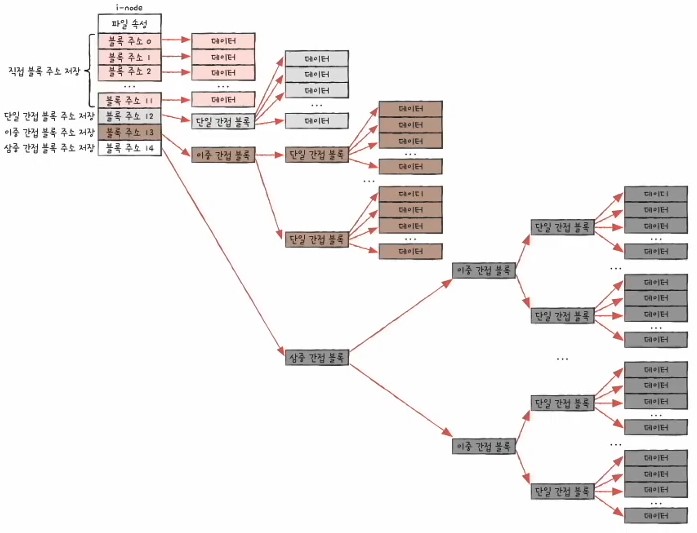 i-node
파일 속성
블록 주소 0
블록 주소 1
블록 주소 2
...
블록 주소 11
블록 주소 12
블록 주소 13
블록 주소 14
직접 블록 주소 저장
단일 간접 블록 주소 저장
이중 간접 블록 주소 저장
삼중 간접 블록 주소 저장
데이터
데이터
데이터
...
데이터
단일 간접 블록
데이터
데이터
데이터
...
데이터
이중 간접 블록
단일 간접 블록
데이터
데이터
데이터
...
데이터
...
단일 간접 블록
데이터
데이터
데이터
...
데이터
삼중 간접 블록
이중 간접 블록
단일 간접 블록
데이터
데이터
데이터
...
데이터
...
단일 간접 블록
데이터
데이터
데이터
...
데이터
...
이중 간접 블록
단일 간접 블록
데이터
데이터
데이터
...
데이터
...
단일 간접 블록
데이터
데이터
데이터
...
데이터